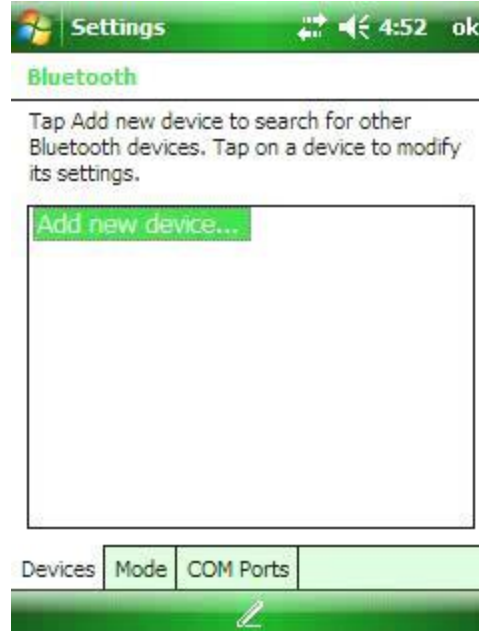 Settings 4:52 ok
Bluetooth
Tap Add new device to search for other
Bluetooth devices. Tap on a device to modify
its settings.
Add new device...
Devices Mode COM Ports